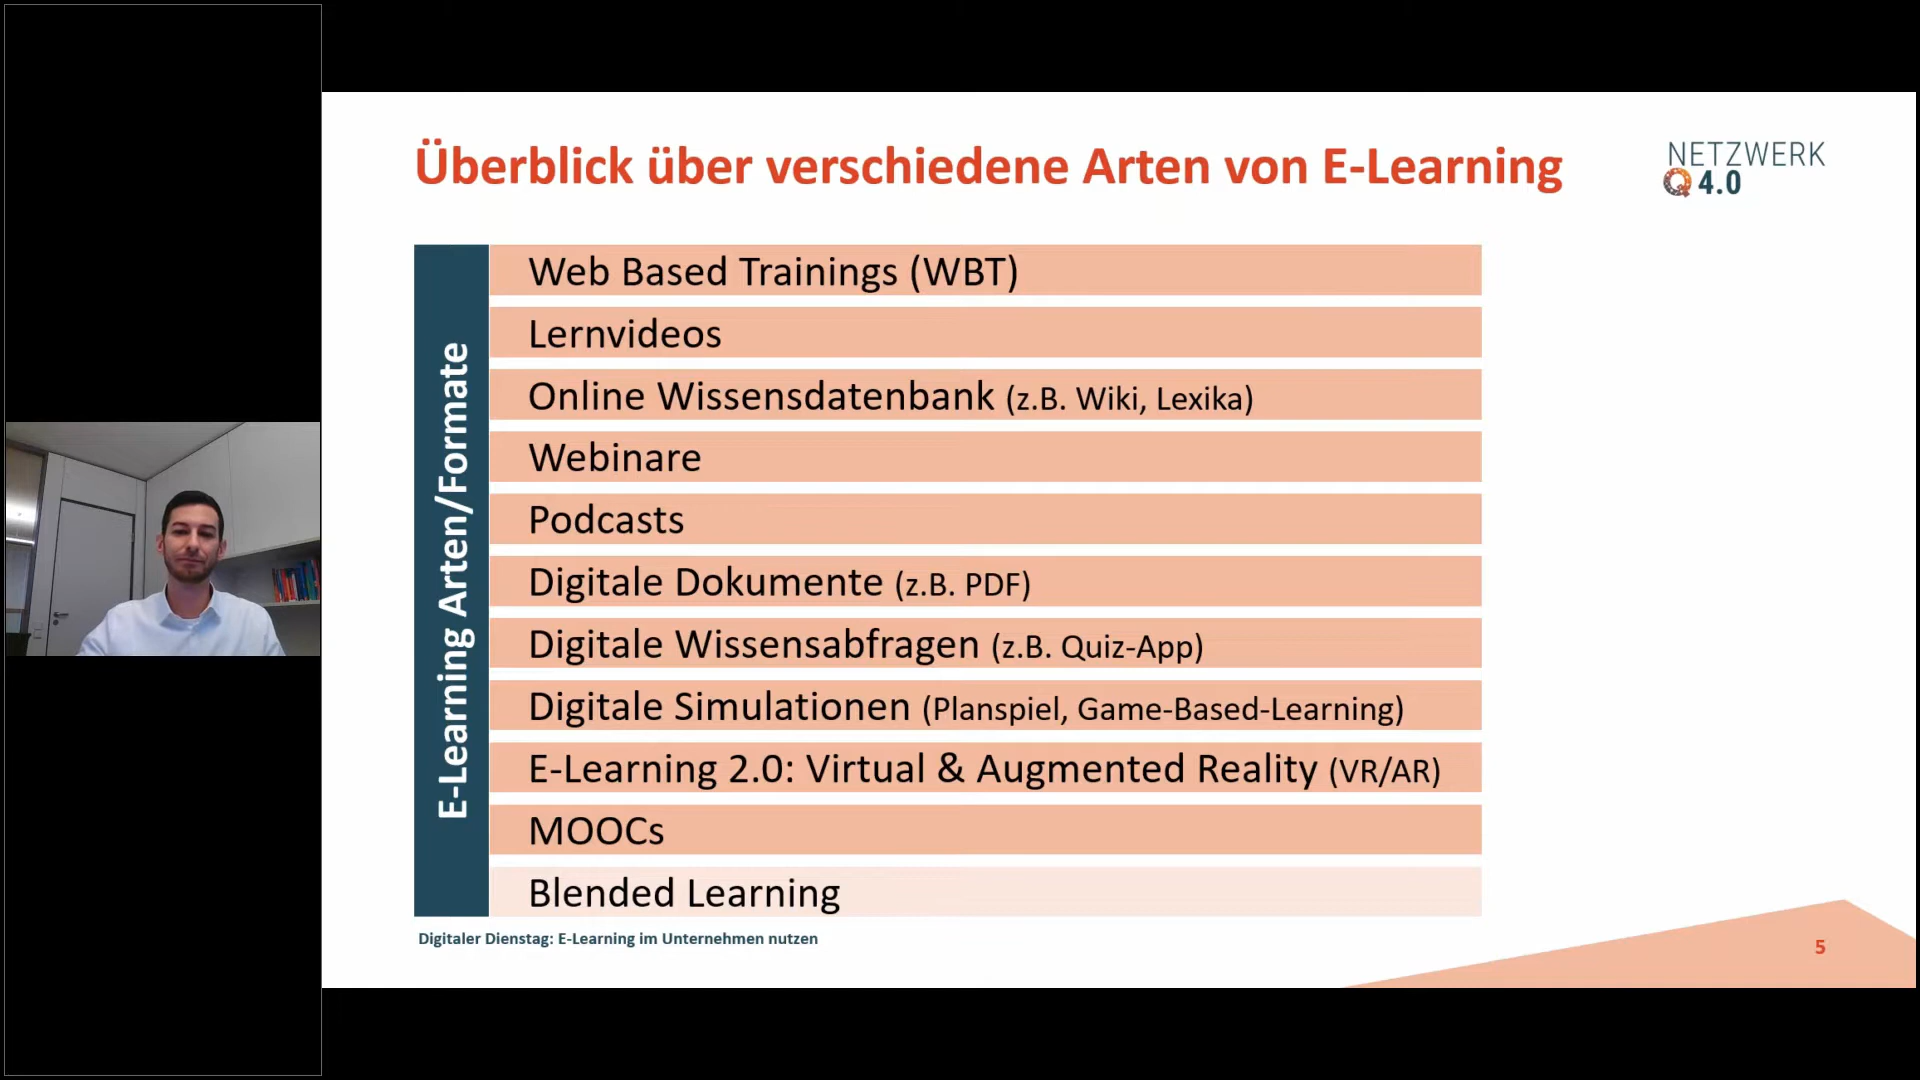 Überblick über verschiedene Arten von E-Learning
NETZWERK
Q 4.0
E-Learning Arten/Formate
Web Based Trainings (WBT)
Lernvideos
Online Wissensdatenbank (z.B. Wiki, Lexika)
Webinare
Podcasts
Digitale Dokumente (z.B. PDF)
Digitale Wissensabfragen (z.B. Quiz-App)
Digitale Simulationen (Planspiel, Game-Based-Learning)
E-Learning 2.0: Virtual & Augmented Reality (VR/AR)
MOOCs
Blended Learning
Digitaler Dienstag: E-Learning im Unternehmen nutzen
5